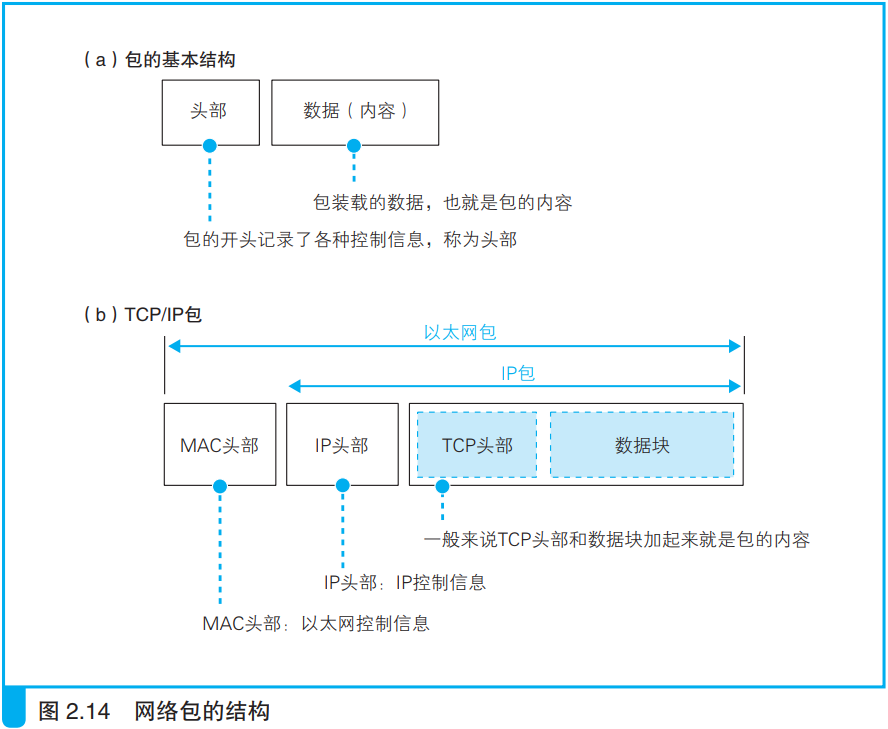 （a）包的基本结构
头部
数据（内容）
包装载的数据，也就是包的内容
包的开头记录了各种控制信息，称为头部
（b）TCP/IP包
以太网包
IP包
MAC头部
IP头部
TCP头部
数据块
一般来说TCP头部和数据块加起来就是包的内容
IP头部：IP控制信息
MAC头部：以太网控制信息
图 2.14 网络包的结构